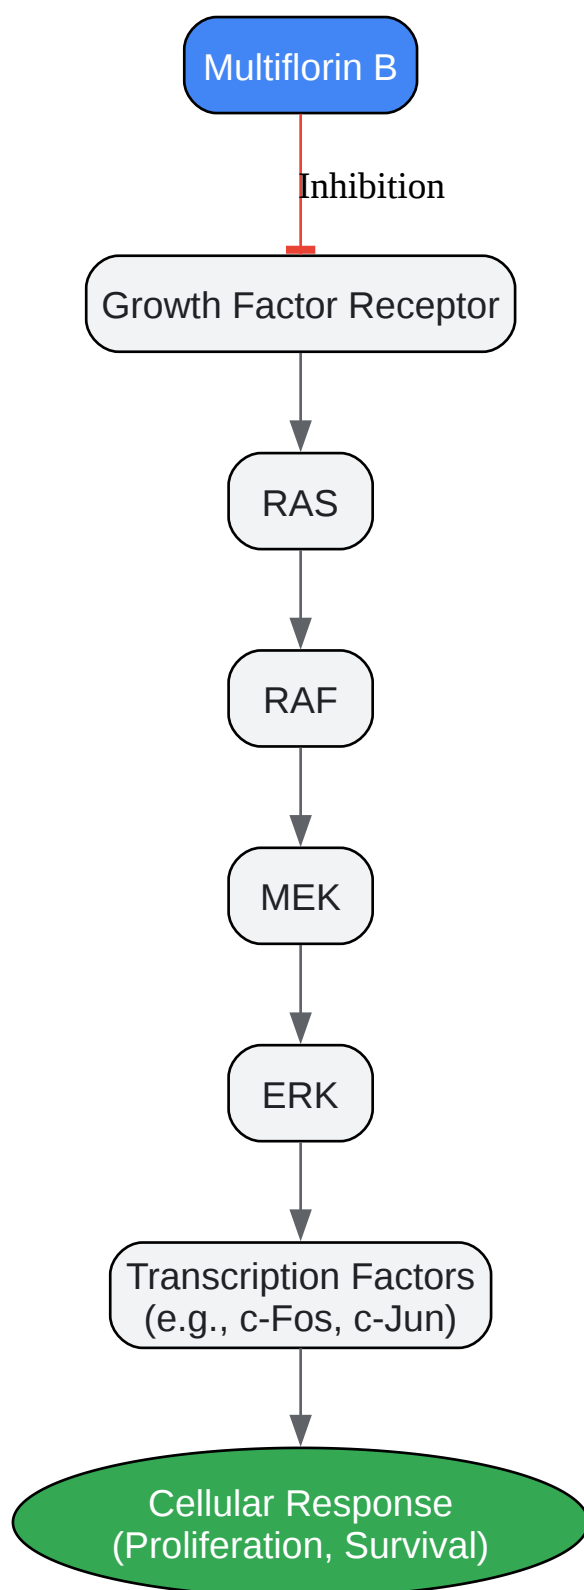 Multiflorin B
Inhibition
Growth Factor Receptor
RAS
RAF
MEK
ERK
Transcription Factors
(e.g., c-Fos, c-Jun)
Cellular Response
(Proliferation, Survival)